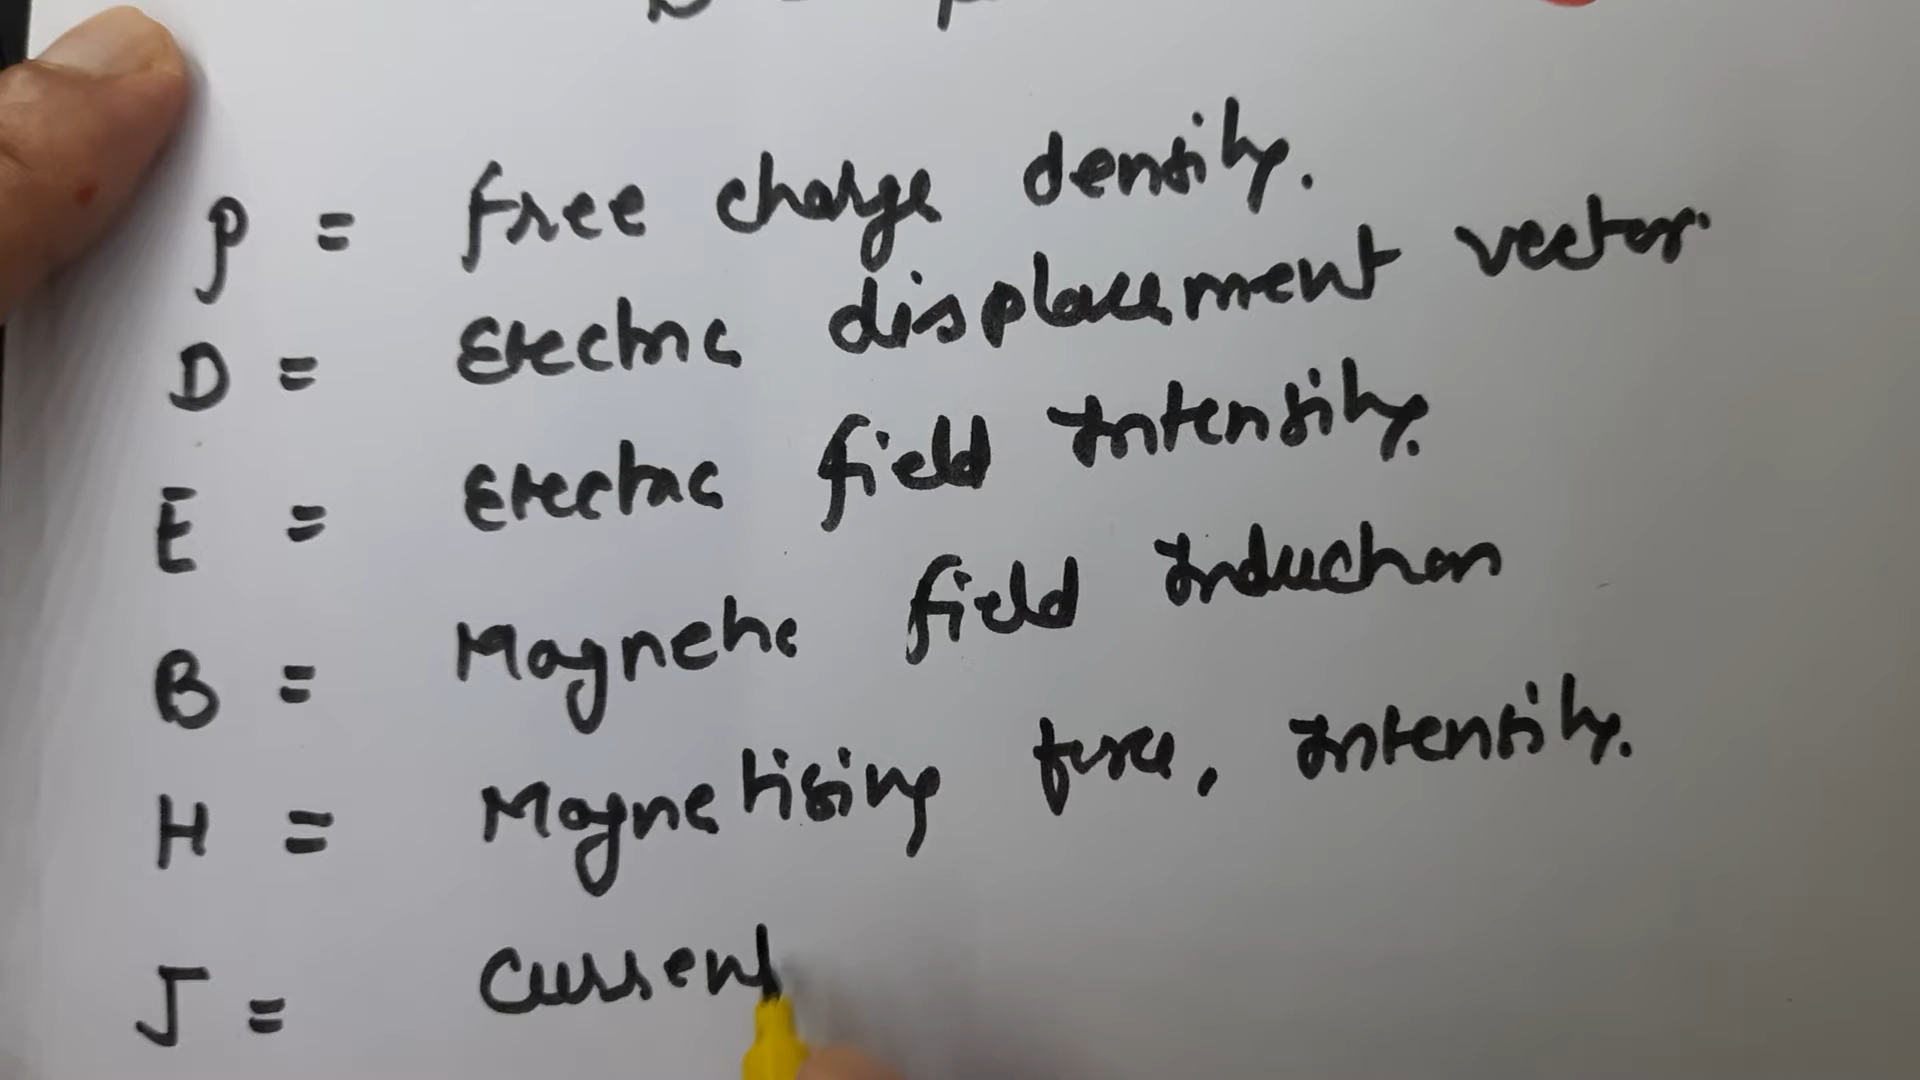 ρ = free charge density.
D = Electric displacement vector.
E = Electric field Intensity.
B = Magnetic field Induction
H = Magnetising force, Intensity.
J = Current